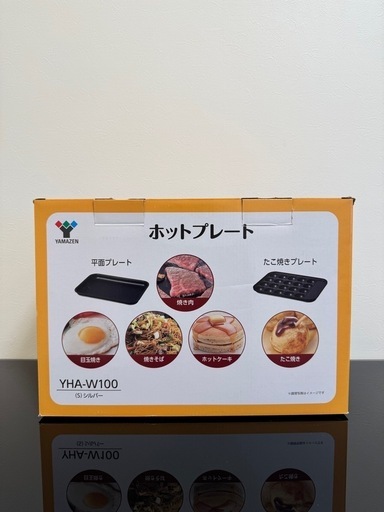 YAMAZEN
ホットプレート
平面プレート
たこ焼きプレート
焼き肉
目玉焼き
焼きそば
ホットケーキ
たこ焼き
YHA-W100
(S)シルバー